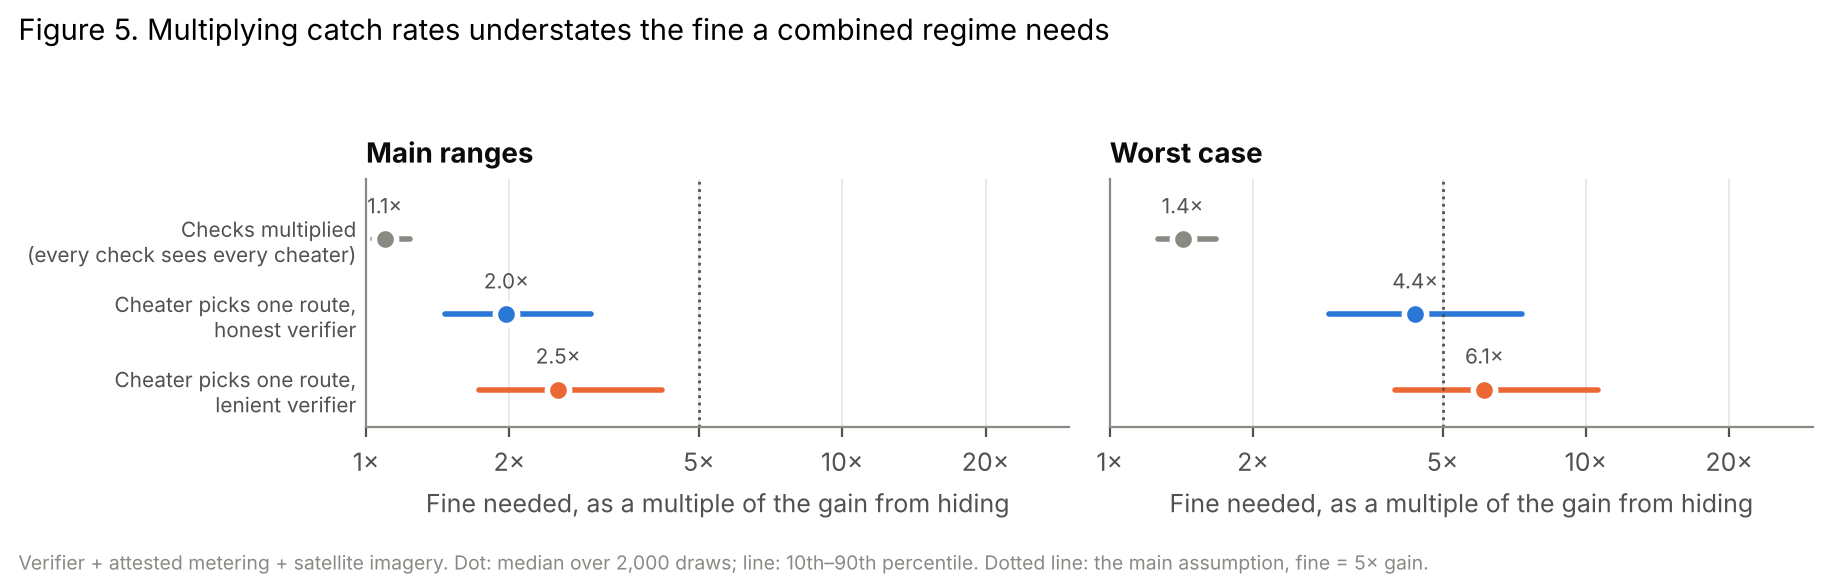 Figure 5. Multiplying catch rates understates the fine a combined regime needs
Main ranges
Worst case
Checks multiplied
(every check sees every cheater)
Cheater picks one route,
honest verifier
Cheater picks one route,
lenient verifier
1.1×
2.0×
2.5×
1.4×
4.4×
6.1×
1× 2× 5× 10× 20×
1× 2× 5× 10× 20×
Fine needed, as a multiple of the gain from hiding
Fine needed, as a multiple of the gain from hiding
Verifier + attested metering + satellite imagery. Dot: median over 2,000 draws; line: 10th–90th percentile. Dotted line: the main assumption, fine = 5× gain.